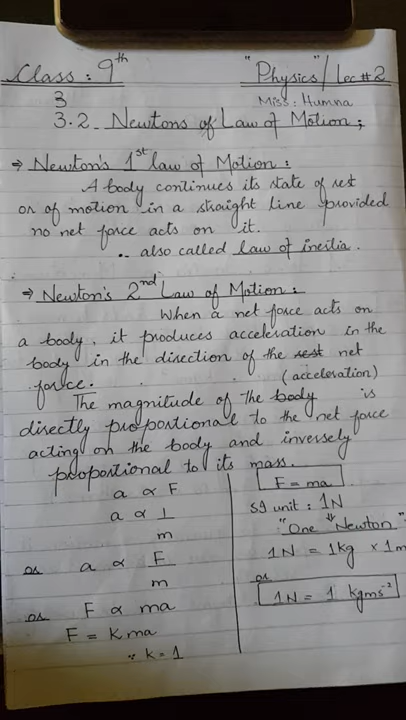 Class : 9th "Physics" / Lec # 2
3 Miss : Humna
3.2 Newtons of Law of Motion ;
→ Newton's 1st law of Motion :
A body continues its state of rest
or of motion in a straight line provided
no net force acts on it.
∴ also called law of inertia.
→ Newton's 2nd Law of Motion :
When a net force acts on
a body, it produces acceleration in the
body in the direction of the rest net
force.
(acceleration)
The magnitude of the body is
directly proportional to the net force
acting on the body and inversely
proportional to its mass.
a ∝ F
a ∝ 1
m
or a ∝ F
m
or F ∝ ma
F = K ma
∵ k = 1
F = ma
SI unit : 1N
"One Newton"
1N = 1kg × 1m
or
1N = 1 kgms⁻²